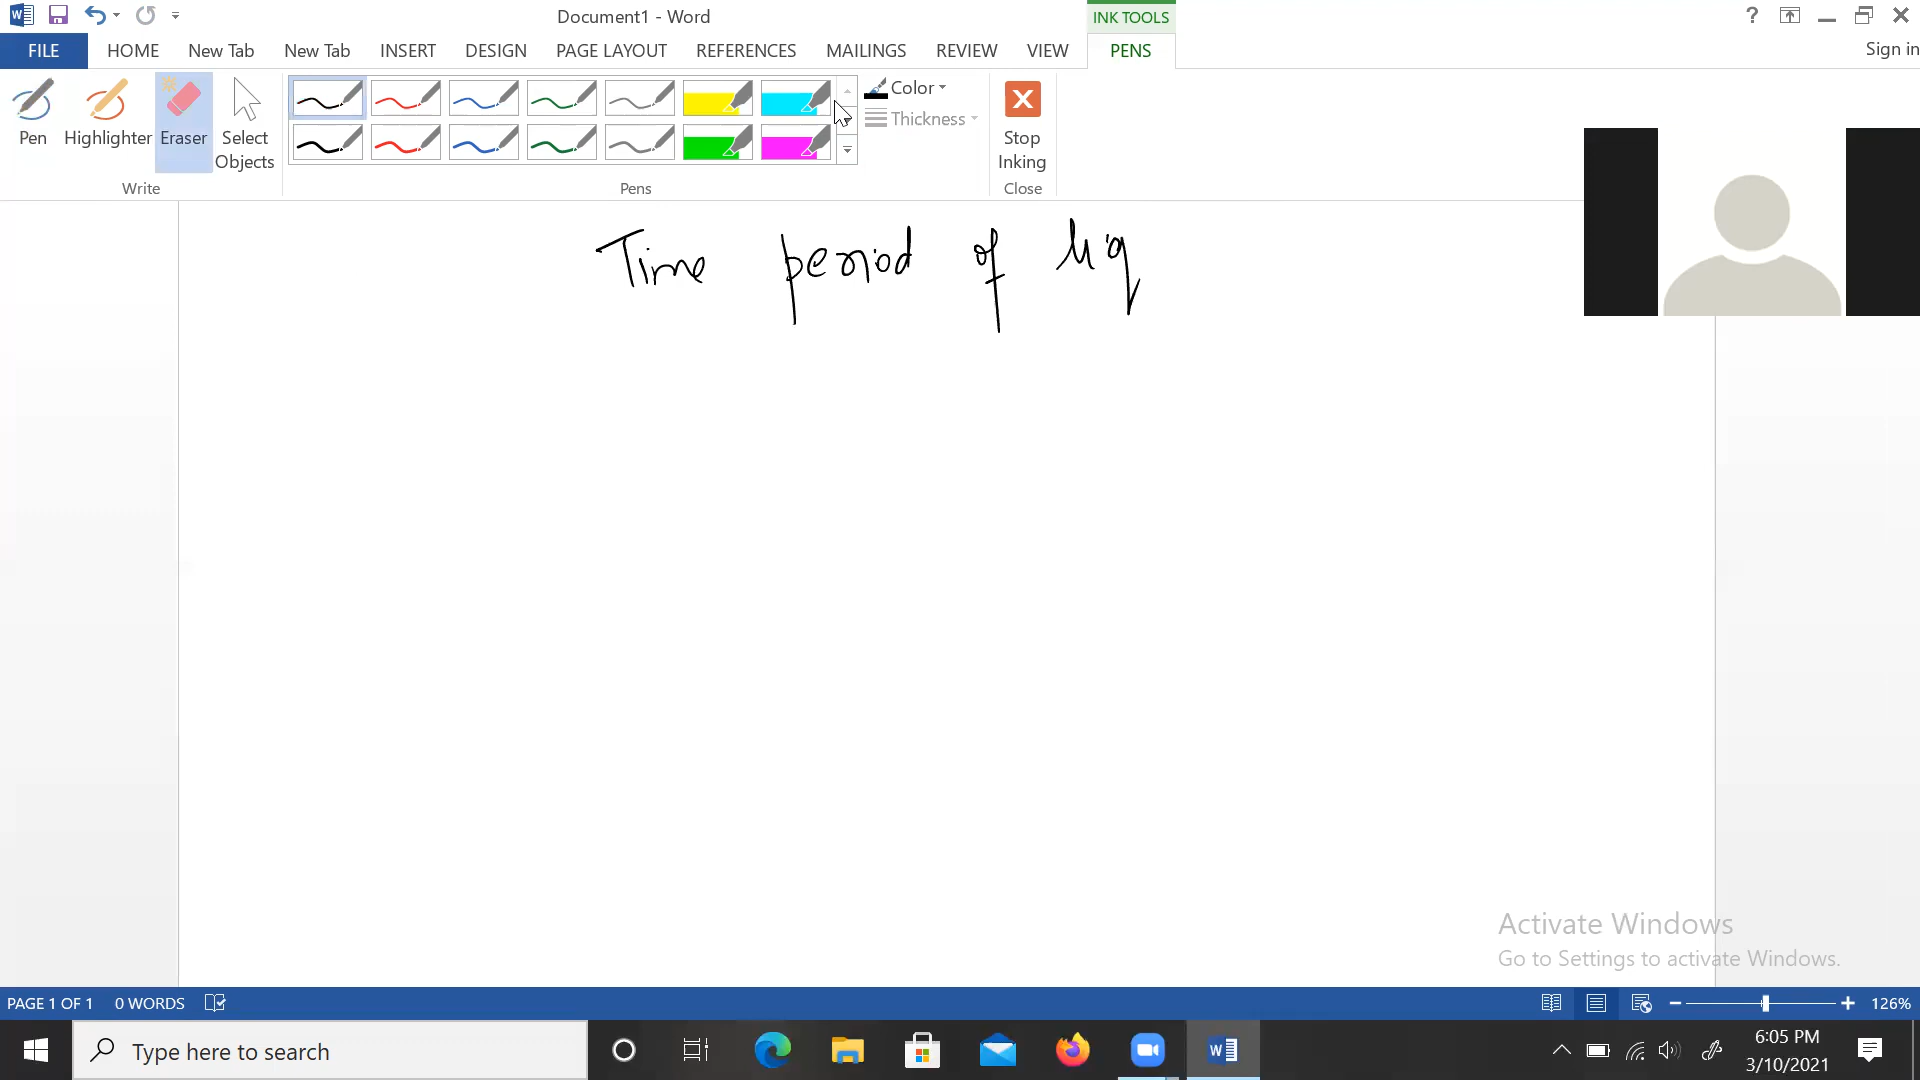 Document1 - Word
INK TOOLS
?
FILE HOME New Tab New Tab INSERT DESIGN PAGE LAYOUT REFERENCES MAILINGS REVIEW VIEW PENS Sign in
Pen Highlighter Eraser Select Objects
Color
Thickness
Stop Inking
Write Pens Close
Time period of liq
Activate Windows
Go to Settings to activate Windows.
PAGE 1 OF 1 0 WORDS 126%
Type here to search
6:05 PM
3/10/2021